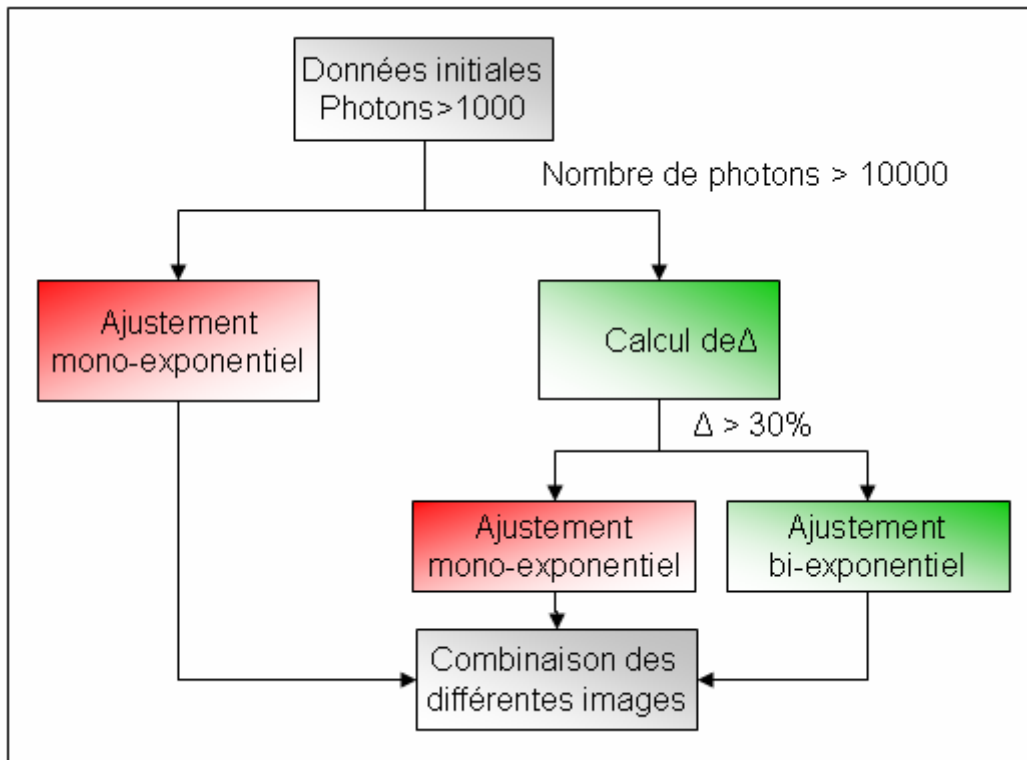 Données initiales
Photons>1000
Nombre de photons > 10000
Ajustement
mono-exponentiel
Calcul deΔ
Δ > 30%
Ajustement
mono-exponentiel
Ajustement
bi-exponentiel
Combinaison des
différentes images